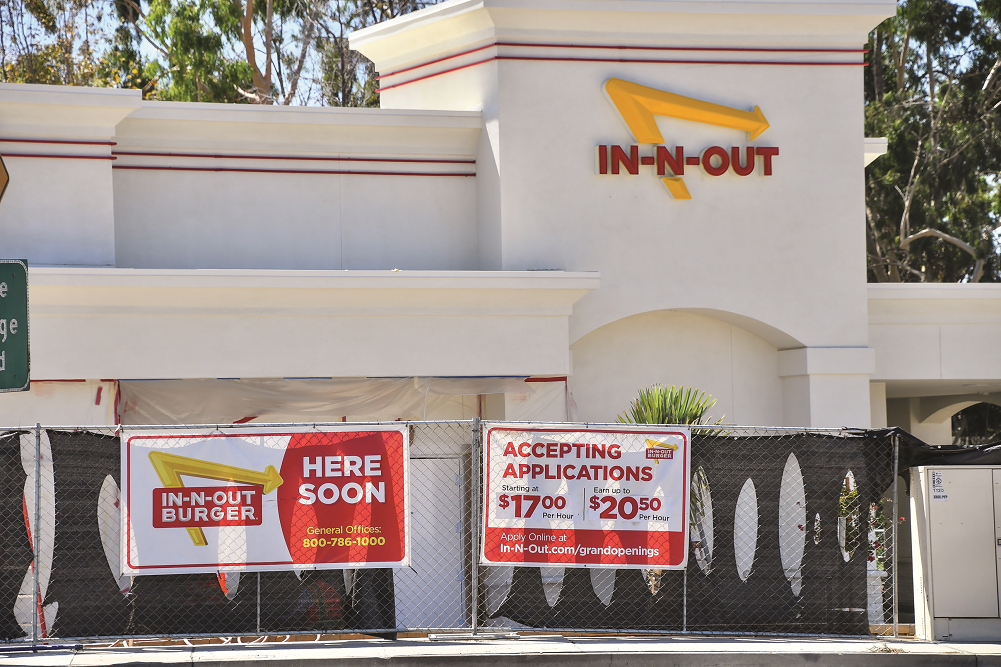 IN-N-OUT
e
ge
d
IN-N-OUT
BURGER
HERE
SOON
General Offices:
800-786-1000
ACCEPTING
APPLICATIONS
IN-N-OUT
BURGER
Starting at
$17.00
Per Hour
Earn up to
$20.50
Per Hour
Apply Online at
In-N-Out.com/grandopenings